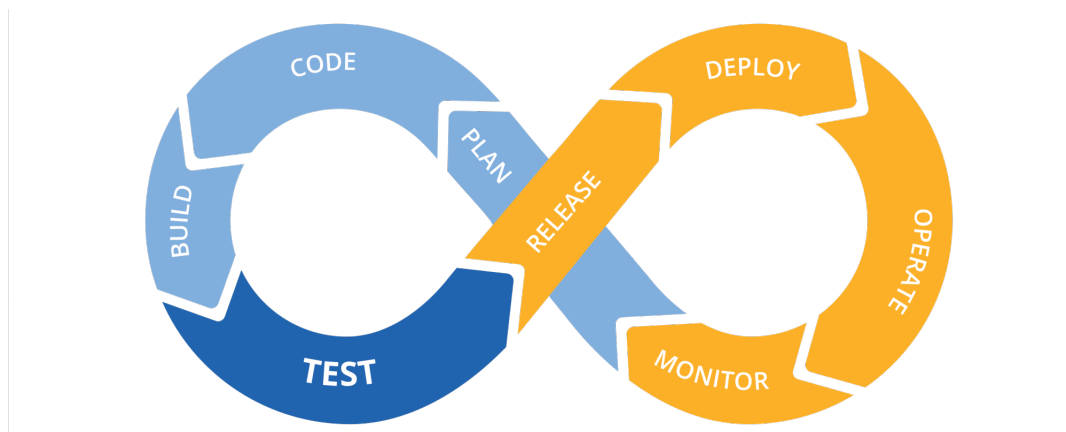 CODE
PLAN
BUILD
TEST
RELEASE
DEPLOY
OPERATE
MONITOR